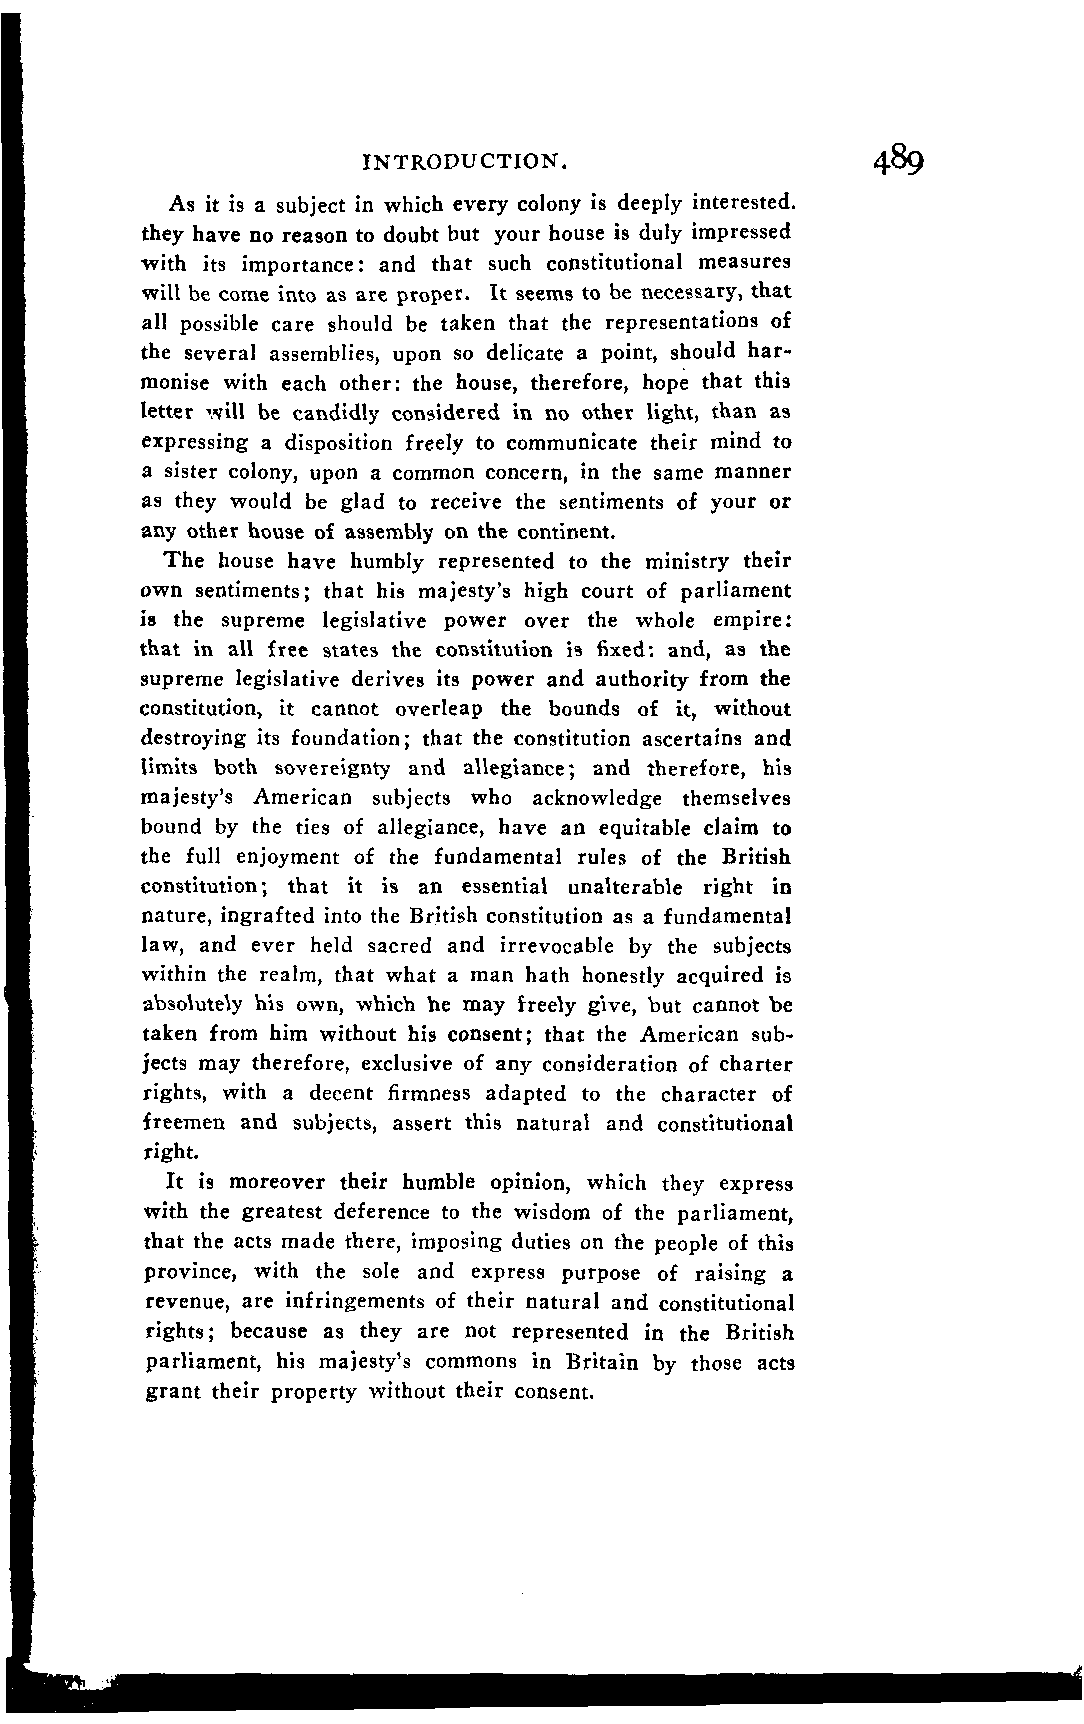 INTRODUCTION. 489
As it is a subject in which every colony is deeply interested.
they have no reason to doubt but your house is duly impressed
with its importance: and that such constitutional measures
will be come into as are proper. It seems to be necessary, that
all possible care should be taken that the representations of
the several assemblies, upon so delicate a point, should har-
monise with each other: the house, therefore, hope that this
letter will be candidly considered in no other light, than as
expressing a disposition freely to communicate their mind to
a sister colony, upon a common concern, in the same manner
as they would be glad to receive the sentiments of your or
any other house of assembly on the continent.
The house have humbly represented to the ministry their
own sentiments; that his majesty's high court of parliament
is the supreme legislative power over the whole empire:
that in all free states the constitution is fixed: and, as the
supreme legislative derives its power and authority from the
constitution, it cannot overleap the bounds of it, without
destroying its foundation; that the constitution ascertains and
limits both sovereignty and allegiance; and therefore, his
majesty's American subjects who acknowledge themselves
bound by the ties of allegiance, have an equitable claim to
the full enjoyment of the fundamental rules of the British
constitution; that it is an essential unalterable right in
nature, ingrafted into the British constitution as a fundamental
law, and ever held sacred and irrevocable by the subjects
within the realm, that what a man hath honestly acquired is
absolutely his own, which he may freely give, but cannot be
taken from him without his consent; that the American sub-
jects may therefore, exclusive of any consideration of charter
rights, with a decent firmness adapted to the character of
freemen and subjects, assert this natural and constitutional
right.
It is moreover their humble opinion, which they express
with the greatest deference to the wisdom of the parliament,
that the acts made there, imposing duties on the people of this
province, with the sole and express purpose of raising a
revenue, are infringements of their natural and constitutional
rights; because as they are not represented in the British
parliament, his majesty's commons in Britain by those acts
grant their property without their consent.